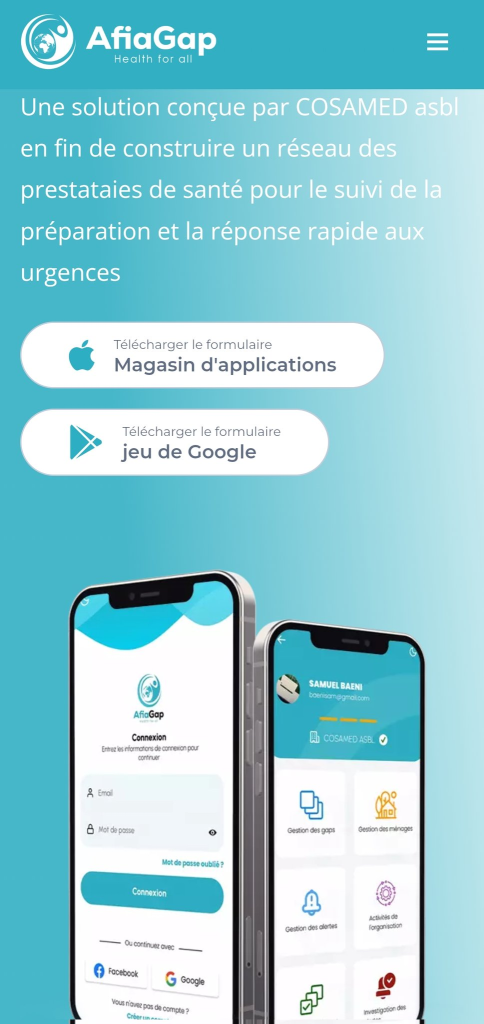 AfiaGap
Health for all
Une solution conçue par COSAMED asbl
en fin de construire un réseau des
prestataies de santé pour le suivi de la
préparation et la réponse rapide aux
urgences
Télécharger le formulaire
Magasin d'applications
Télécharger le formulaire
jeu de Google
AfiaGap
Connexion
Entrez les informations de connexion pour
continuer
Email
Mot de passe
Mot de passe oublié ?
Connexion
Ou continuez avec
Facebook
Google
Vous n'avez pas de compte ?
Créer un
SAMUEL BAENI
baenisam@gmail.com
COSAMED ASBL
Gestion des gaps
Gestion des ménages
Gestion des alertes
Activités de
l'organisation
Investigation des